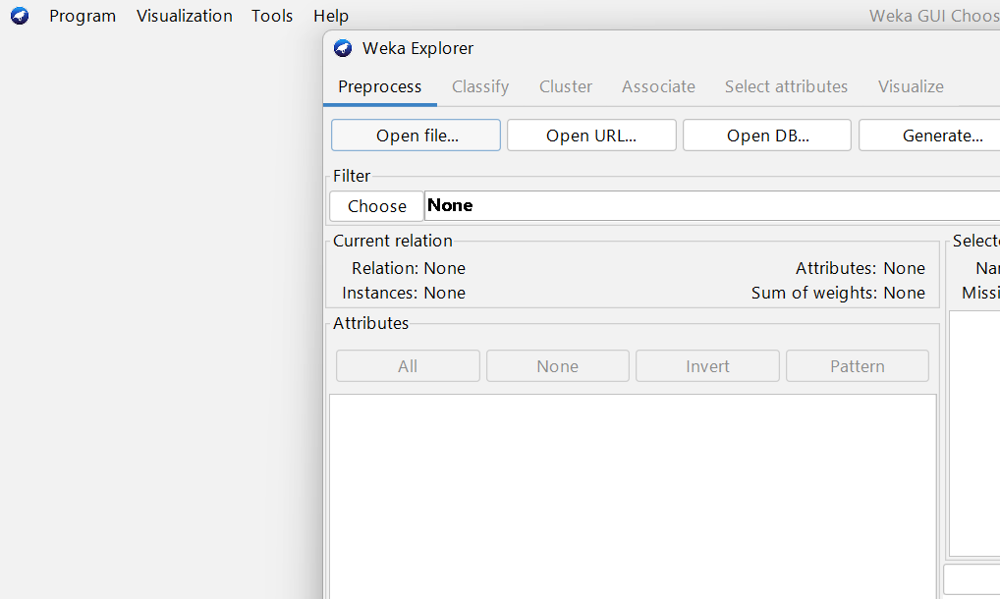 Program Visualization Tools Help Weka GUI Choos
Weka Explorer
Preprocess Classify Cluster Associate Select attributes Visualize
Open file... Open URL... Open DB... Generate...
Filter
Choose None
Current relation
Relation: None Attributes: None
Instances: None Sum of weights: None
Selecte
Nar
Missi
Attributes
All None Invert Pattern